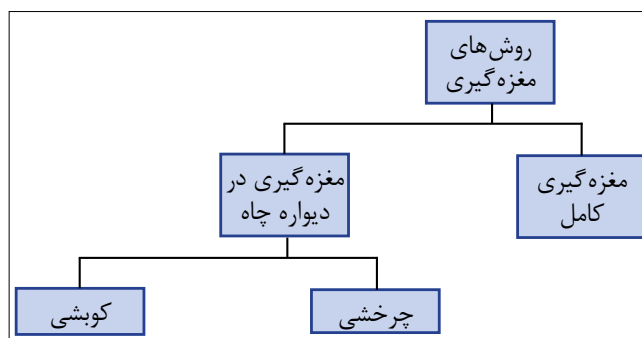 روش‌های
مغزه‌گیری
مغزه‌گیری
کامل
مغزه‌گیری در
دیواره چاه
چرخشی
کوبشی